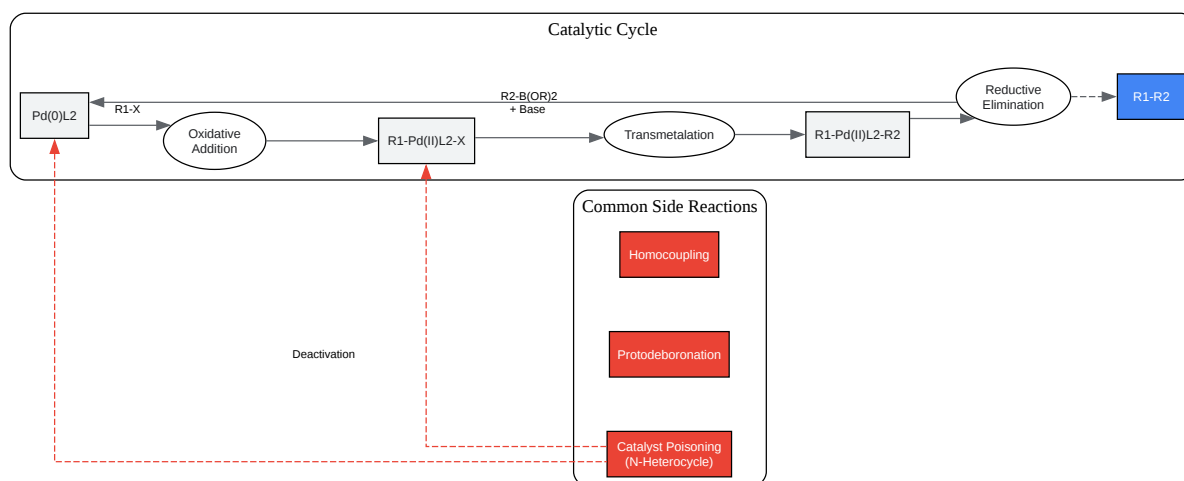 Catalytic Cycle
R2-B(OR)2
+ Base
Reductive
Elimination
R1-R2
Pd(0)L2
R1-X
Oxidative
Addition
R1-Pd(II)L2-X
Transmetalation
R1-Pd(II)L2-R2
Common Side Reactions
Homocoupling
Protodeboronation
Deactivation
Catalyst Poisoning
(N-Heterocycle)